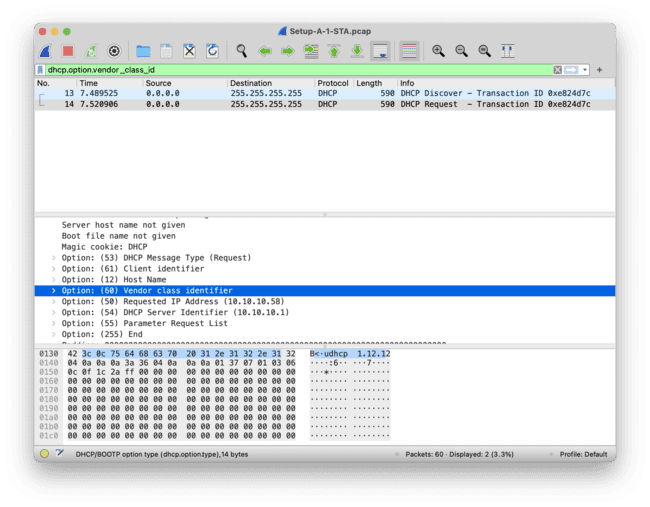 Setup-A-1-STA.pcap
dhcp.option.vendor_class_id
No. Time Source Destination Protocol Length Info
13 7.489525 0.0.0.0 255.255.255.255 DHCP 590 DHCP Discover – Transaction ID 0xe824d7c
14 7.520906 0.0.0.0 255.255.255.255 DHCP 590 DHCP Request – Transaction ID 0xe824d7c
Server host name not given
Boot file name not given
Magic cookie: DHCP
Option: (53) DHCP Message Type (Request)
Option: (61) Client identifier
Option: (12) Host Name
Option: (60) Vendor class identifier
Option: (50) Requested IP Address (10.10.10.58)
Option: (54) DHCP Server Identifier (10.10.10.1)
Option: (55) Parameter Request List
Option: (255) End
0130 42 3c 0c 75 64 68 63 70 20 31 2e 31 32 2e 31 32 B<·udhcp 1.12.12
0140 04 0a 0a 0a 3a 36 04 0a 0a 0a 01 37 07 01 03 06 ····:6·· ···7····
0150 0c 0f 1c 2a ff 00 00 00 00 00 00 00 00 00 00 00 ···*···· ········
0160 00 00 00 00 00 00 00 00 00 00 00 00 00 00 00 00 ········ ········
0170 00 00 00 00 00 00 00 00 00 00 00 00 00 00 00 00 ········ ········
0180 00 00 00 00 00 00 00 00 00 00 00 00 00 00 00 00 ········ ········
0190 00 00 00 00 00 00 00 00 00 00 00 00 00 00 00 00 ········ ········
01a0 00 00 00 00 00 00 00 00 00 00 00 00 00 00 00 00 ········ ········
01b0 00 00 00 00 00 00 00 00 00 00 00 00 00 00 00 00 ········ ········
01c0 00 00 00 00 00 00 00 00 00 00 00 00 00 00 00 00 ········ ········
DHCP/BOOTP option type (dhcp.option.type),14 bytes Packets: 60 · Displayed: 2 (3.3%) Profile: Default